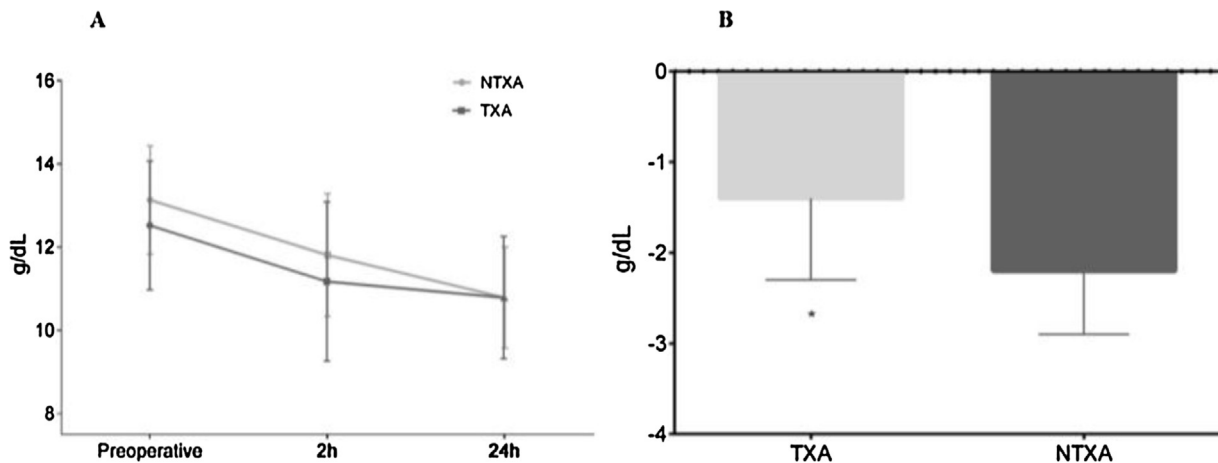 A
B
16
14
12
10
8
g/dL
NTXA
TXA
Preoperative
2h
24h
0
-1
-2
-3
-4
g/dL
*
TXA
NTXA